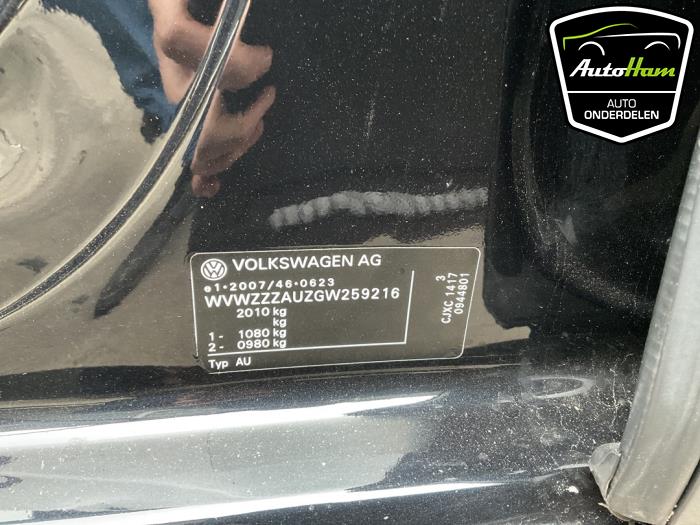 AutoHam
AUTO
ONDERDELEN
VOLKSWAGEN AG
e1*2007/46*0623
WVWZZZAUZGW259216
2010 kg
kg
1- 1080 kg
2- 0980 kg
Typ AU
3
CJXC 1417
0944801